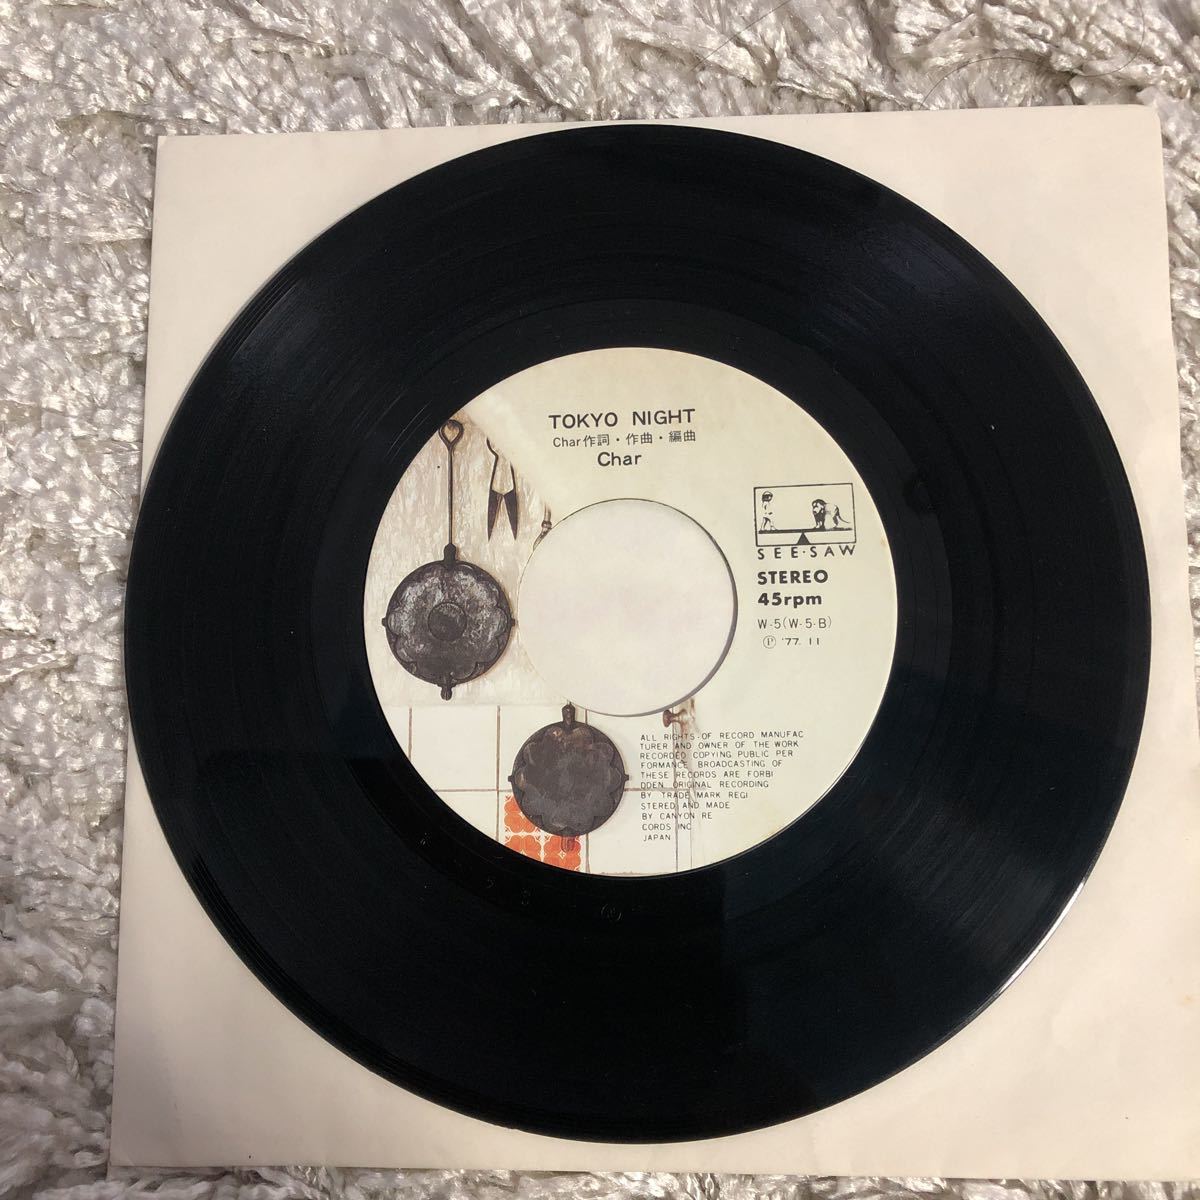 TOKYO NIGHT
Char作詞・作曲・編曲
Char
SEE・SAW
STEREO
45rpm
W-5(W-5-B)
Ⓟ '77. 11
ALL RIGHTS-OF RECORD MANUFAC
TURER AND OWNER OF THE WORK
RECORDED COPYING PUBLIC PER
FORMANCE BROADCASTING OF
THESE RECORDS ARE FORBI
DDEN ORIGINAL RECORDING
BY TRADE MARK REGI
STERED AND MADE
BY CANYON RE
CORDS INC
JAPAN